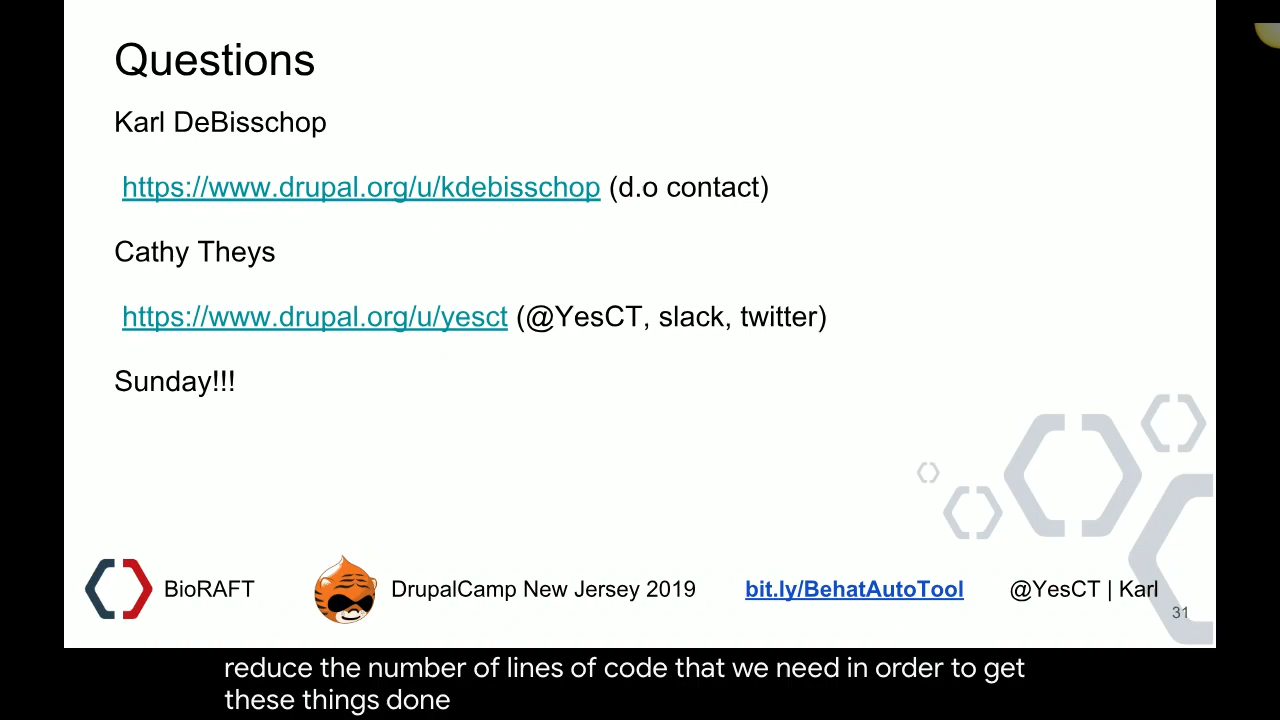 Questions
Karl DeBisschop
https://www.drupal.org/u/kdebisschop (d.o contact)
Cathy Theys
https://www.drupal.org/u/yesct (@YesCT, slack, twitter)
Sunday!!!
BioRAFT DrupalCamp New Jersey 2019 bit.ly/BehatAutoTool @YesCT | Karl
31
reduce the number of lines of code that we need in order to get
these things done